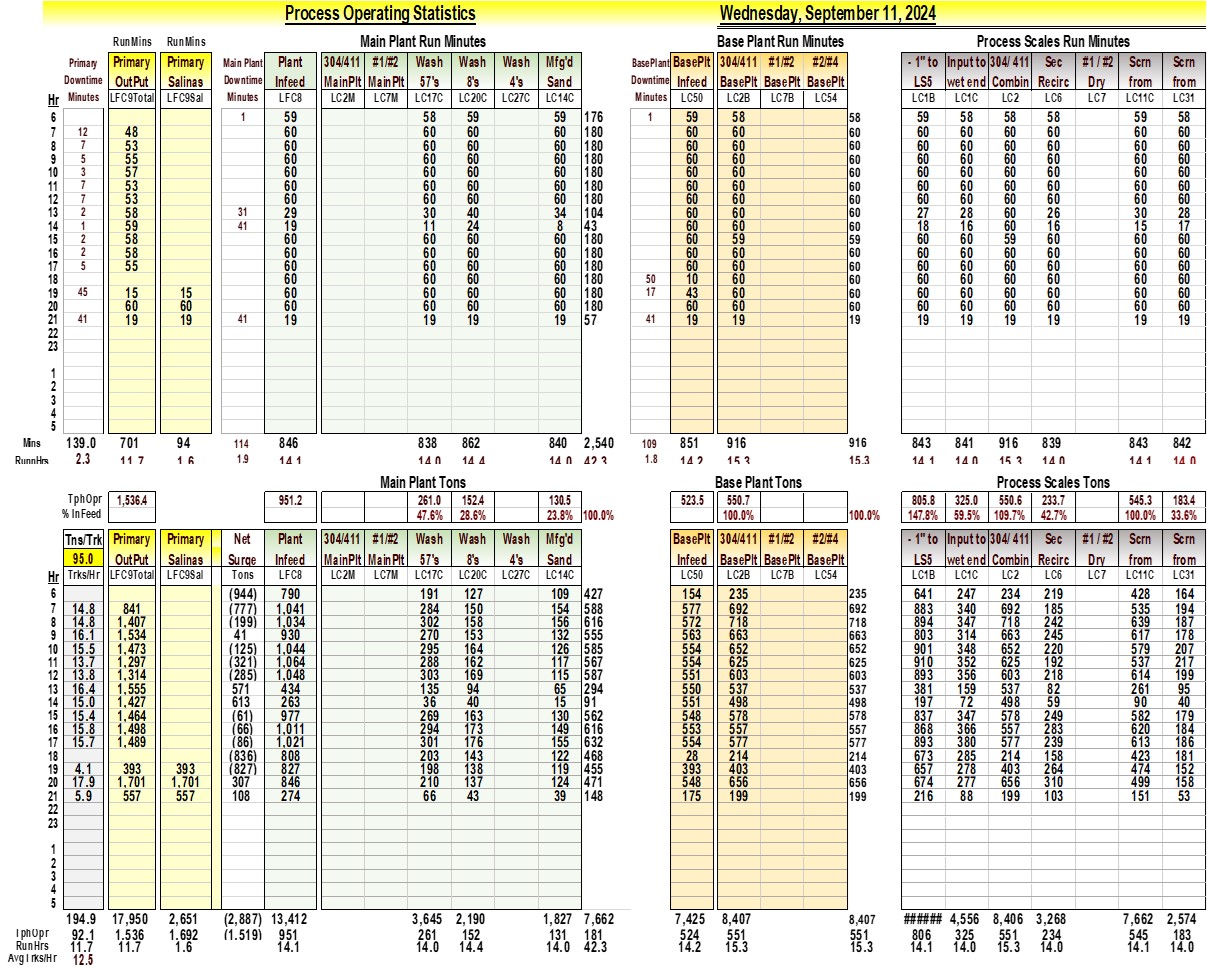 Process Operating Statistics Wednesday, September 11, 2024
RunMins RunMins Main Plant Run Minutes Base Plant Run Minutes Process Scales Run Minutes
Primary Primary Primary Main Plant Plant 304/411 #1/#2 Wash Wash Wash Mfg'd BasePlant BasePlt 304/411 #1/#2 #2/#4 - 1" to Input to 304/ 411 Sec #1 / #2 Scrn Scrn
Downtime OutPut Salinas Downtime Infeed MainPlt MainPlt 57's 8's 4's Sand Downtime Infeed BasePlt BasePlt BasePlt LS5 wet end Combin Recirc Dry from from
Hr Minutes LFC9Total LFC9Sal Minutes LFC8 LC2M LC7M LC17C LC20C LC27C LC14C Minutes LC50 LC2B LC7B LC54 LC1B LC1C LC2 LC6 LC7 LC11C LC31
6 1 59 58 59 59 176 1 59 58 58 59 58 58 58 59 58
7 12 48 60 60 60 60 180 60 60 60 60 60 60 60 60 60
8 7 53 60 60 60 60 180 60 60 60 60 60 60 60 60 60
9 5 55 60 60 60 60 180 60 60 60 60 60 60 60 60 60
10 3 57 60 60 60 60 180 60 60 60 60 60 60 60 60 60
11 7 53 60 60 60 60 180 60 60 60 60 60 60 60 60 60
12 7 53 60 60 60 60 180 60 60 60 60 60 60 60 60 60
13 2 58 31 29 30 40 34 104 60 60 60 27 28 60 26 30 28
14 1 59 41 19 11 24 8 43 60 60 60 18 16 60 16 15 17
15 2 58 60 60 60 60 180 60 59 59 60 60 59 60 60 60
16 2 58 60 60 60 60 180 60 60 60 60 60 60 60 60 60
17 5 55 60 60 60 60 180 60 60 60 60 60 60 60 60 60
18 60 60 60 60 180 50 10 60 60 60 60 60 60 60 60
19 45 15 15 60 60 60 60 180 17 43 60 60 60 60 60 60 60 60
20 60 60 60 60 60 60 180 60 60 60 60 60 60 60 60 60
21 41 19 19 41 19 19 19 19 57 41 19 19 19 19 19 19 19 19 19
22
23
1
2
3
4
5
Mins 139.0 701 94 114 846 838 862 840 2,540 109 851 916 916 843 841 916 839 843 842
RunnHrs 2.3 11.7 1.6 1.9 14.1 14.0 14.4 14.0 42.3 1.8 14.2 15.3 15.3 14.1 14.0 15.3 14.0 14.1 14.0
Main Plant Tons Base Plant Tons Process Scales Tons
TphOpr 1,536.4 951.2 261.0 152.4 130.5 523.5 550.7 805.8 325.0 550.6 233.7 545.3 183.4
% InFeed 47.6% 28.6% 23.8% 100.0% 100.0% 100.0% 147.8% 59.5% 109.7% 42.7% 100.0% 33.6%
Tns/Trk Primary Primary Net Plant 304/411 #1/#2 Wash Wash Wash Mfg'd BasePlt 304/411 #1/#2 #2/#4 - 1" to Input to 304/ 411 Sec #1 / #2 Scrn Scrn
95.0 OutPut Salinas Surge Infeed MainPlt MainPlt 57's 8's 4's Sand Infeed BasePlt BasePlt BasePlt LS5 wet end Combin Recirc Dry from from
Hr Trks/Hr LFC9Total LFC9Sal Tons LFC8 LC2M LC7M LC17C LC20C LC27C LC14C LC50 LC2B LC7B LC54 LC1B LC1C LC2 LC6 LC7 LC11C LC31
6 (944) 790 191 127 109 427 154 235 235 641 247 234 219 428 164
7 14.8 841 (777) 1,041 284 150 154 588 577 692 692 883 340 692 185 535 194
8 14.8 1,407 (199) 1,034 302 158 156 616 572 718 718 894 347 718 242 639 187
9 16.1 1,534 41 930 270 153 132 555 563 663 663 803 314 663 245 617 178
10 15.5 1,473 (125) 1,044 295 164 126 585 554 652 652 901 348 652 220 579 207
11 13.7 1,297 (321) 1,064 288 162 117 567 554 625 625 910 352 625 192 537 217
12 13.8 1,314 (285) 1,048 303 169 115 587 551 603 603 893 356 603 218 614 199
13 16.4 1,555 571 434 135 94 65 294 550 537 537 381 159 537 82 261 95
14 15.0 1,427 613 263 36 40 15 91 551 498 498 197 72 498 59 90 40
15 15.4 1,464 (61) 977 269 163 130 562 548 578 578 837 347 578 249 582 179
16 15.8 1,498 (66) 1,011 294 173 149 616 553 557 557 868 366 557 283 620 184
17 15.7 1,489 (86) 1,021 301 176 155 632 554 577 577 893 380 577 239 613 186
18 (836) 808 203 143 122 468 28 214 214 673 285 214 158 423 181
19 4.1 393 393 (827) 827 198 138 119 455 393 403 403 657 278 403 264 474 152
20 17.9 1,701 1,701 307 846 210 137 124 471 548 656 656 674 277 656 310 499 158
21 5.9 557 557 108 274 66 43 39 148 175 199 199 216 88 199 103 151 53
22
23
1
2
3
4
5
194.9 17,950 2,651 (2,887) 13,412 3,645 2,190 1,827 7,662 7,425 8,407 8,407 ###### 4,556 8,406 3,268 7,662 2,574
TphOpr 92.1 1,536 1,692 (1,519) 951 261 152 131 181 524 551 551 806 325 551 234 545 183
RunHrs 11.7 11.7 1.6 14.1 14.0 14.4 14.0 42.3 14.2 15.3 15.3 14.1 14.0 15.3 14.0 14.1 14.0
AvgTrks/Hr 12.5